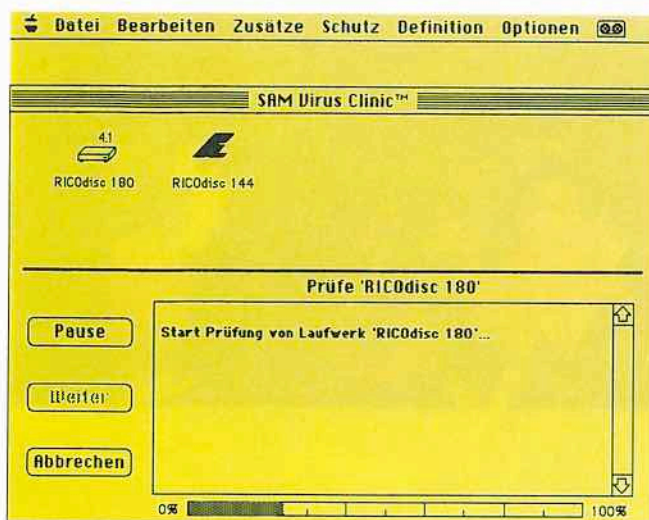 Datei Bearbeiten Zusätze Schutz Definition Optionen
SAM Virus Clinic™
4.1
RICOdisc 180 RICOdisc 144
Prüfe 'RICOdisc 180'
Pause
Start Prüfung von Laufwerk 'RICOdisc 180'...
Weiter
Abbrechen
0% 100%